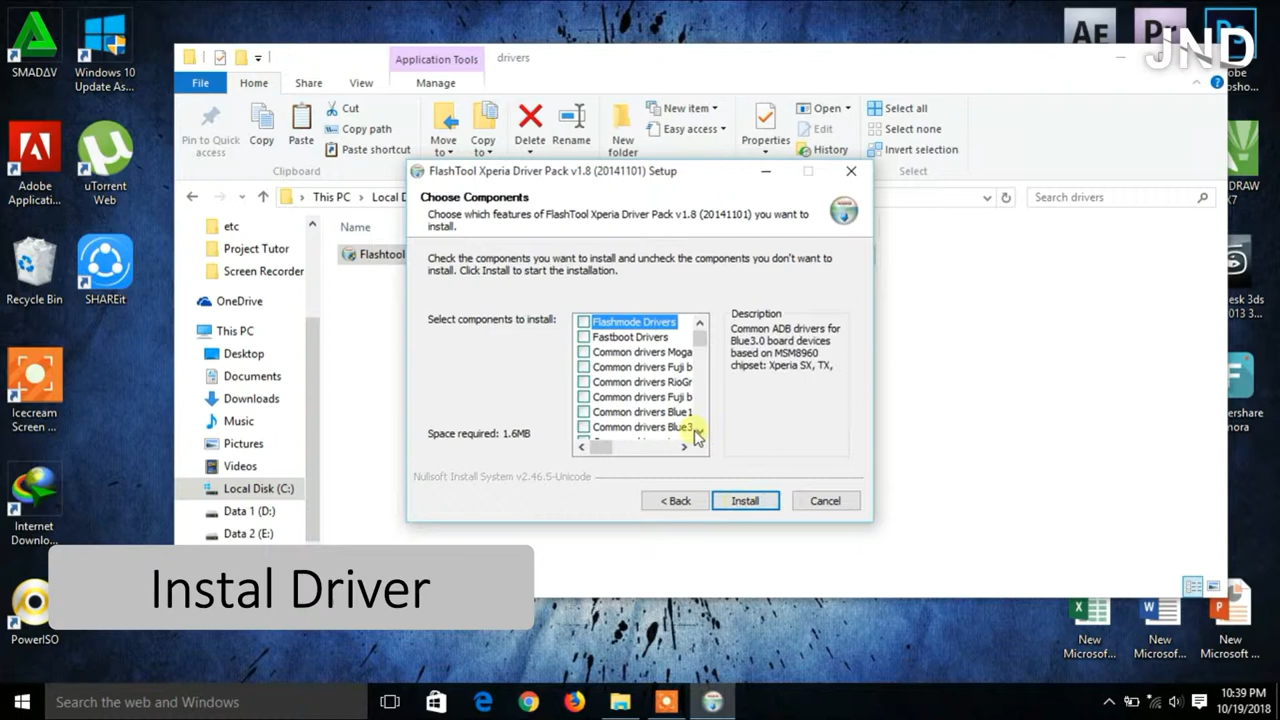 SMADΔV
Windows 10
Update As...
AE
Pr
Ps
JND
Application Tools
drivers
File
Home
Share
View
Manage
Pin to Quick
access
Copy
Paste
Cut
Copy path
Paste shortcut
Clipboard
Move
to
Copy
to
Delete
Rename
New
folder
New item
Easy access
Properties
Open
Edit
History
Select all
Select none
Invert selection
Select
Adobe
Applicati...
uTorrent
Web
This PC
Local D
Search drivers
etc
Project Tutor
Screen Recorder
OneDrive
This PC
Desktop
Documents
Downloads
Music
Pictures
Videos
Local Disk (C:)
Data 1 (D:)
Data 2 (E:)
Name
Flashtool
FlashTool Xperia Driver Pack v1.8 (20141101) Setup
Choose Components
Choose which features of FlashTool Xperia Driver Pack v1.8 (20141101) you want to
install.
Check the components you want to install and uncheck the components you don't want to
install. Click Install to start the installation.
Select components to install:
Flashmode Drivers
Fastboot Drivers
Common drivers Moga
Common drivers Fuji b
Common drivers RioGr
Common drivers Fuji b
Common drivers Blue1
Common drivers Blue3
Description
Common ADB drivers for
Blue3.0 board devices
based on MSM8960
chipset: Xperia SX, TX,
Space required: 1.6MB
Nullsoft Install System v2.46.5-Unicode
< Back
Install
Cancel
Recycle Bin
SHAREit
Icecream
Screen ...
Internet
Downlo...
PowerISO
Instal Driver
New
Microsof...
New
Microsof...
New
Microsoft ...
Search the web and Windows
10:39 PM
10/19/2018